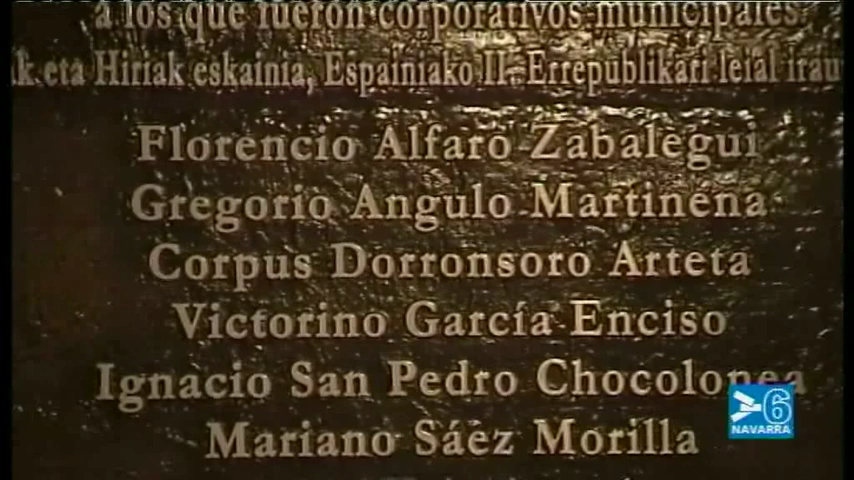 a los que fueron corporativos municipales
k eta Hiriak eskainia, Espainiako II. Errepublikari leial irau
Florencio Alfaro Zabalegui
Gregorio Angulo Martinena
Corpus Dorronsoro Arteta
Victorino García Enciso
Ignacio San Pedro Chocolonea
Mariano Sáez Morilla
6
NAVARRA